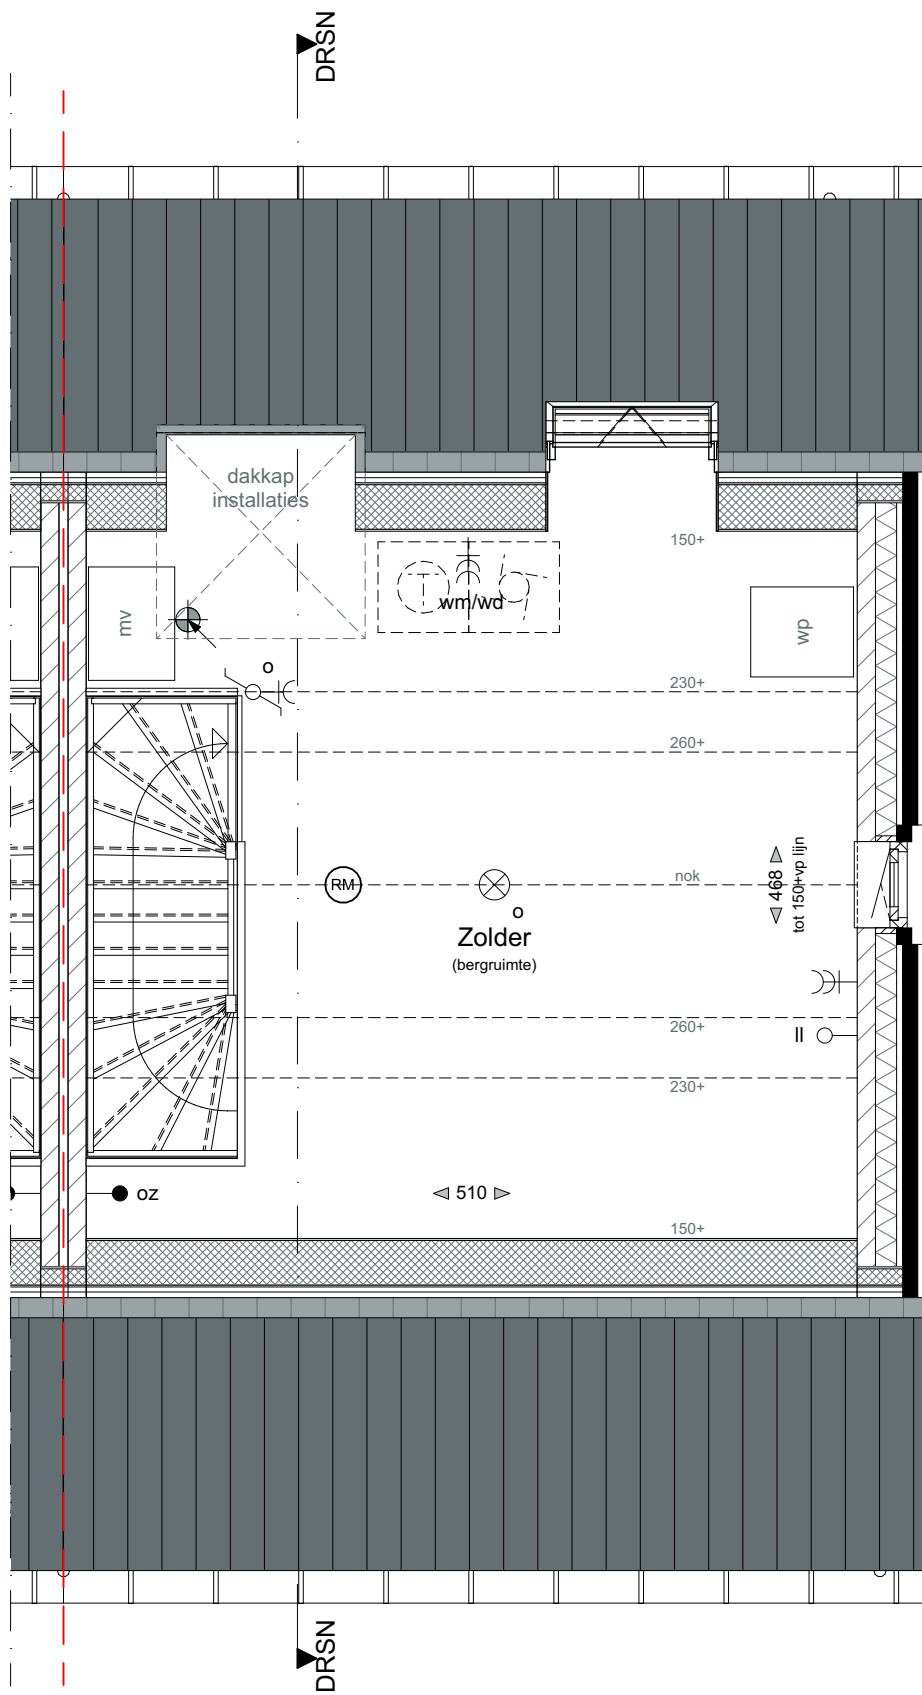 DRSN
dakkap
installaties
150+
mv
wm/wd
wp
o
230+
260+
RM
nok
468
tot 150+vp lijn
o
Zolder
(bergruimte)
260+
ll
230+
oz
510
150+
DRSN